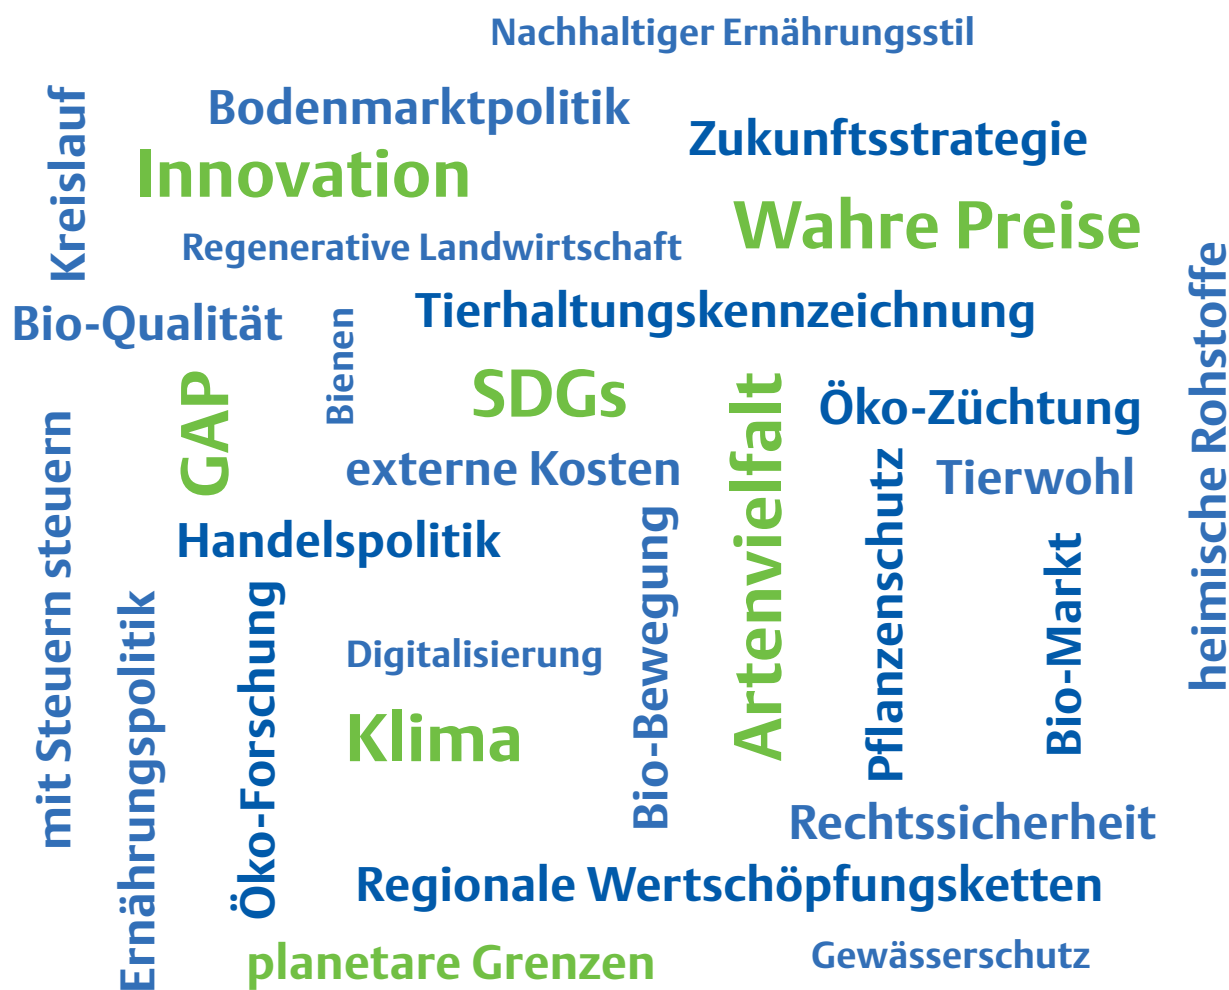 Nachhaltiger Ernährungsstil
Kreislauf
Bodenmarktpolitik
Zukunftsstrategie
Innovation
Wahre Preise
Regenerative Landwirtschaft
heimische Rohstoffe
Tierhaltungskennzeichnung
Bio-Qualität
Bienen
GAP
SDGs
Artenvielfalt
Öko-Züchtung
mit Steuern steuern
externe Kosten
Pflanzenschutz
Tierwohl
Handelspolitik
Bio-Bewegung
Bio-Markt
Ernährungspolitik
Öko-Forschung
Digitalisierung
Klima
Rechtssicherheit
Regionale Wertschöpfungsketten
planetare Grenzen
Gewässerschutz